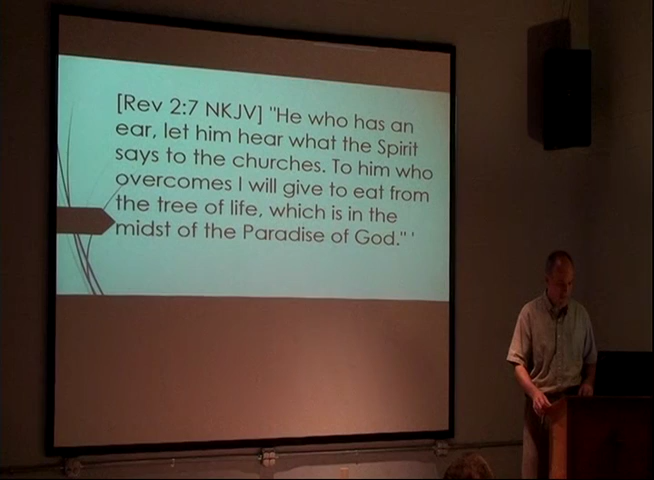 [Rev 2:7 NKJV] "He who has an
ear, let him hear what the Spirit
says to the churches. To him who
overcomes I will give to eat from
the tree of life, which is in the
midst of the Paradise of God." '